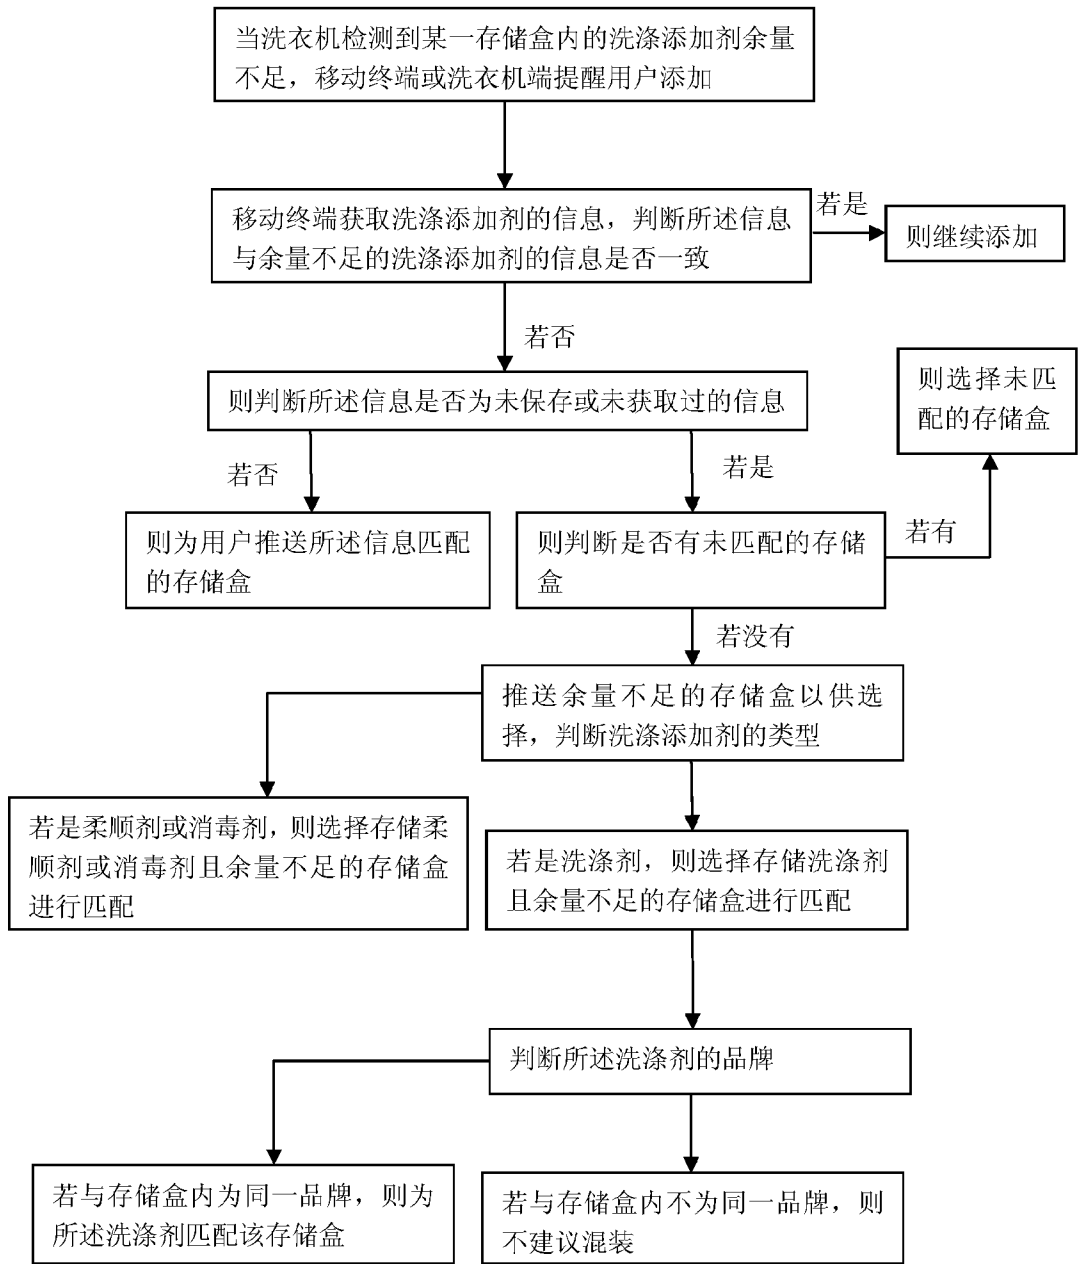 当洗衣机检测到某一存储盒内的洗涤添加剂余量
不足，移动终端或洗衣机端提醒用户添加
移动终端获取洗涤添加剂的信息，判断所述信息
与余量不足的洗涤添加剂的信息是否一致
若是
则继续添加
若否
则判断所述信息是否为未保存或未获取过的信息
则选择未匹
配的存储盒
若否
若是
则为用户推送所述信息匹配
的存储盒
则判断是否有未匹配的存储
盒
若有
若没有
推送余量不足的存储盒以供选
择，判断洗涤添加剂的类型
若是柔顺剂或消毒剂，则选择存储柔
顺剂或消毒剂且余量不足的存储盒
进行匹配
若是洗涤剂，则选择存储洗涤剂
且余量不足的存储盒进行匹配
判断所述洗涤剂的品牌
若与存储盒内为同一品牌，则为
所述洗涤剂匹配该存储盒
若与存储盒内不为同一品牌，则
不建议混装